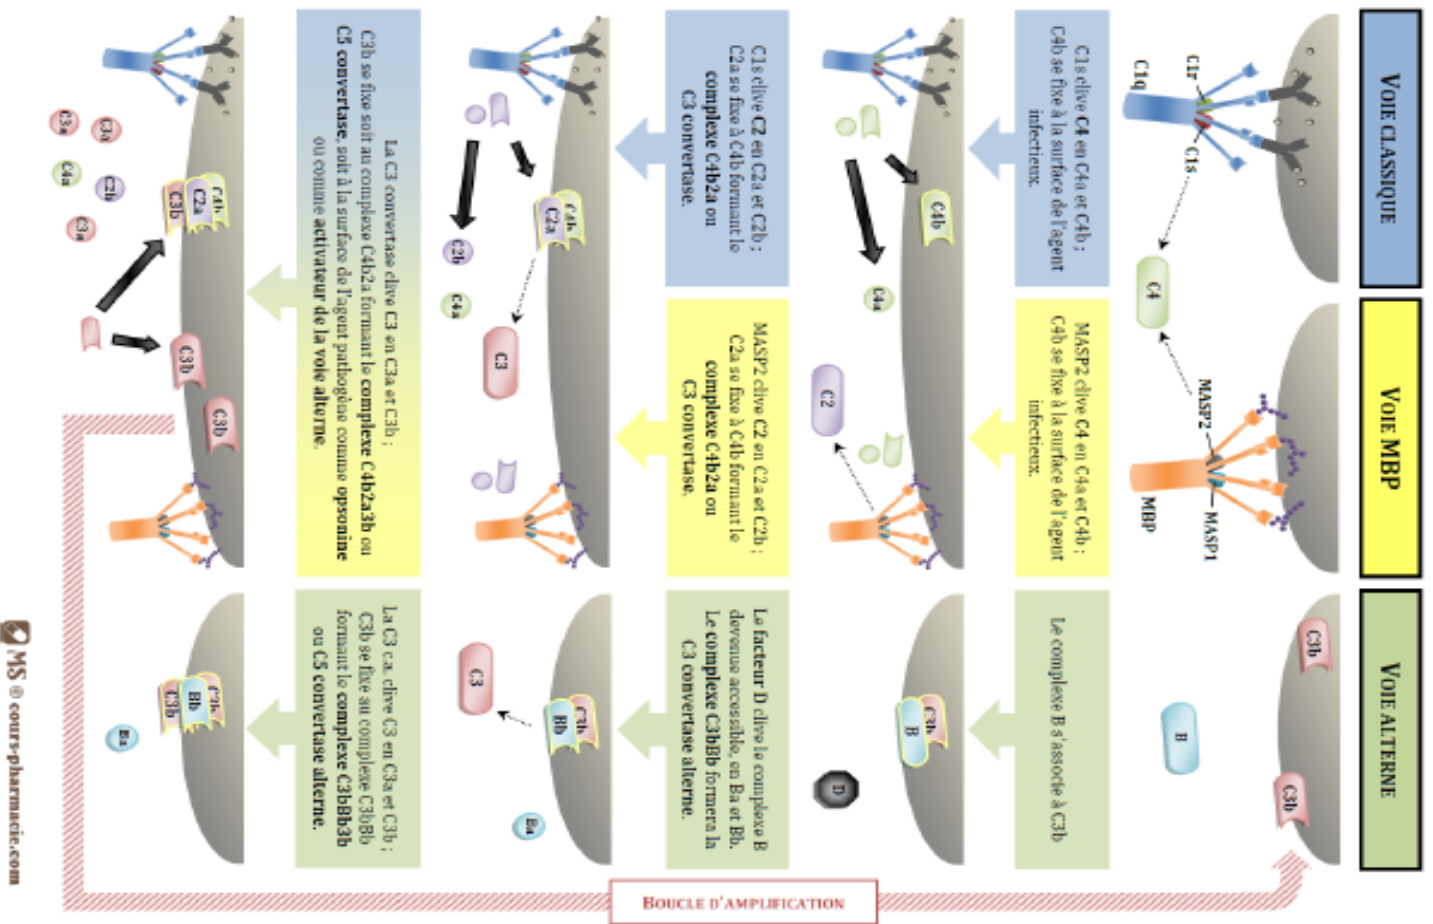 VOIE CLASSIQUE
VOIE MBP
VOIE ALTERNE
C1r
C1s
C1q
C4
MASP2
MASP1
MBP
C3b
B
C3b
C1s clive C4 en C4a et C4b ;
C4b se fixe à la surface de l'agent
infectieux.
MASP2 clive C4 en C4a et C4b ;
C4b se fixe à la surface de l'agent
infectieux.
Le complexe B s'associe à C3b
C4b
C4a
C2
C3b
B
D
C1s clive C2 en C2a et C2b ;
C2a se fixe à C4b formant le
complexe C4b2a ou
C3 convertase.
MASP2 clive C2 en C2a et C2b ;
C2a se fixe à C4b formant le
complexe C4b2a ou
C3 convertase.
Le facteur D clive le complexe B
devenue accessible, en Ba et Bb.
Le complexe C3bBb formera la
C3 convertase alterne.
C4b
C2a
C2b
C4a
C3
C3b
Bb
C3
Ba
La C3 convertase clive C3 en C3a et C3b ;
C3b se fixe soit au complexe C4b2a formant le complexe C4b2a3b ou
C5 convertase, soit à la surface de l'agent pathogène comme opsonine
ou comme activateur de la voie alterne.
La C3 c.a. clive C3 en C3a et C3b ;
C3b se fixe au complexe C3bBb
formant le complexe C3bBb3b
ou C5 convertase alterne.
C4b
C2a
C3b
C3a
C3a
C4a
C2b
C3a
C3b
C3b
C3b
Bb
C3b
Ba
BOUCLE D'AMPLIFICATION
MS © cours-pharmacie.com